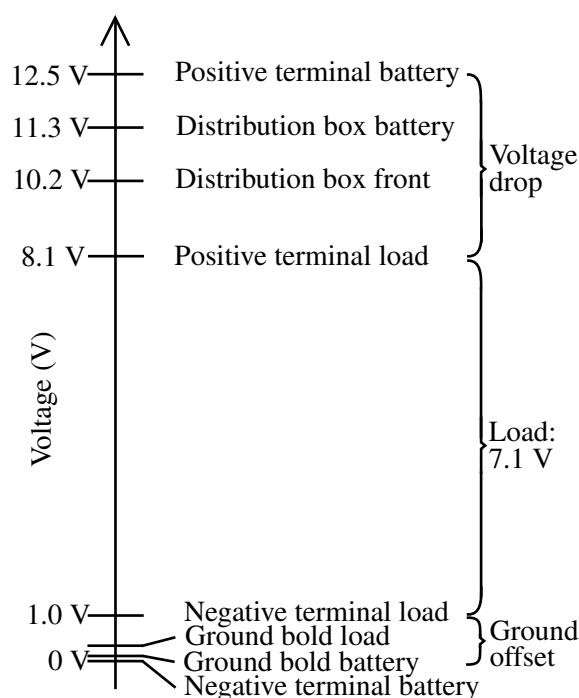 12.5 V Positive terminal battery
11.3 V Distribution box battery
10.2 V Distribution box front
Voltage
drop
8.1 V Positive terminal load
Voltage (V)
Load:
7.1 V
1.0 V Negative terminal load
Ground bold load
Ground
offset
0 V Ground bold battery
Negative terminal battery